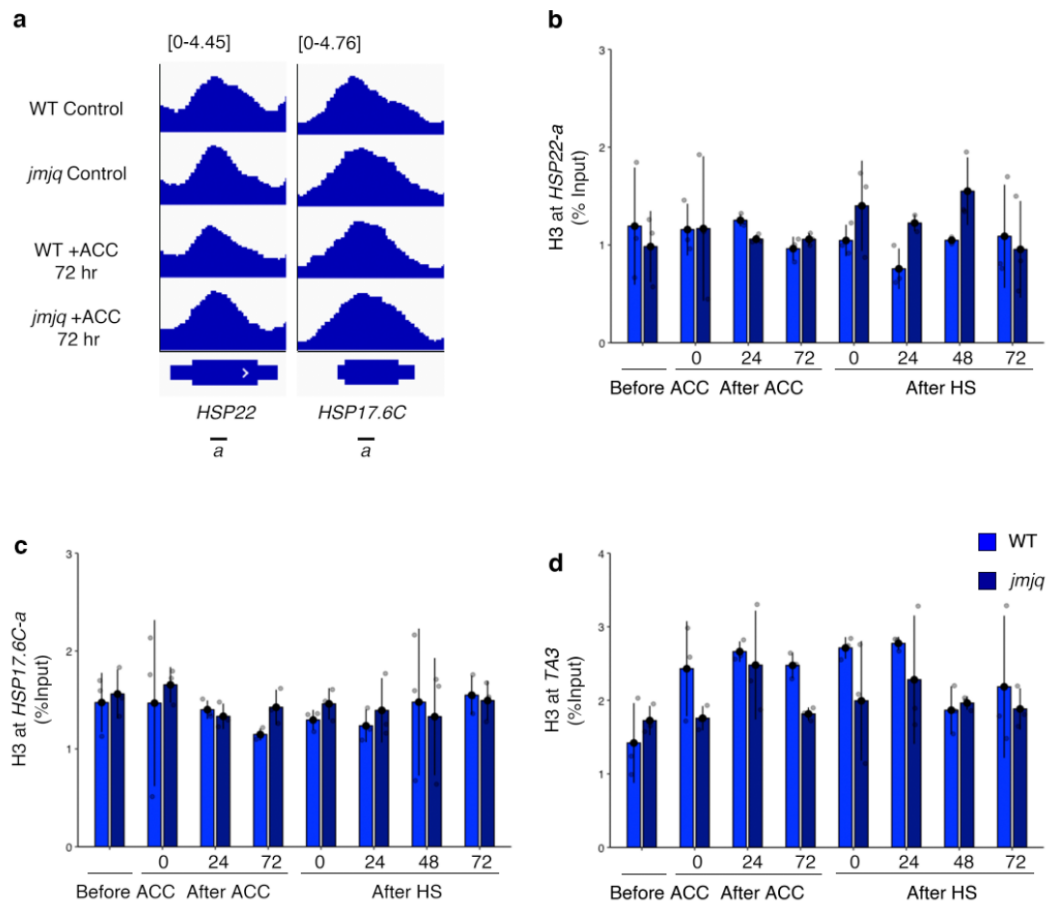 a
[0-4.45] [0-4.76]
WT Control
jmjq Control
WT +ACC
72 hr
jmjq +ACC
72 hr
HSP22 HSP17.6C
a a
b
H3 at HSP22-a
(% Input)
3
2
1
0
0 24 72 0 24 48 72
Before ACC After ACC After HS
c
H3 at HSP17.6C-a
(%Input)
3
2
1
0
0 24 72 0 24 48 72
Before ACC After ACC After HS
d
WT
jmjq
H3 at TA3
(%Input)
4
3
2
1
0
0 24 72 0 24 48 72
Before ACC After ACC After HS